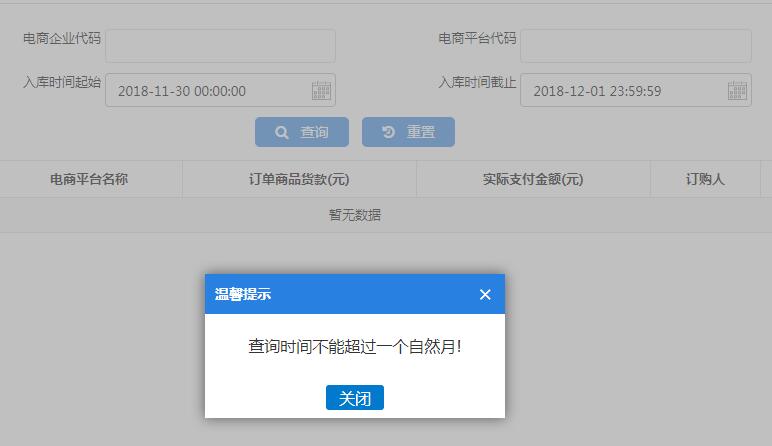 电商企业代码
电商平台代码
入库时间起始 2018-11-30 00:00:00
入库时间截止 2018-12-01 23:59:59
查询 重置
电商平台名称 订单商品货款(元) 实际支付金额(元) 订购人
暂无数据
温馨提示
查询时间不能超过一个自然月!
关闭